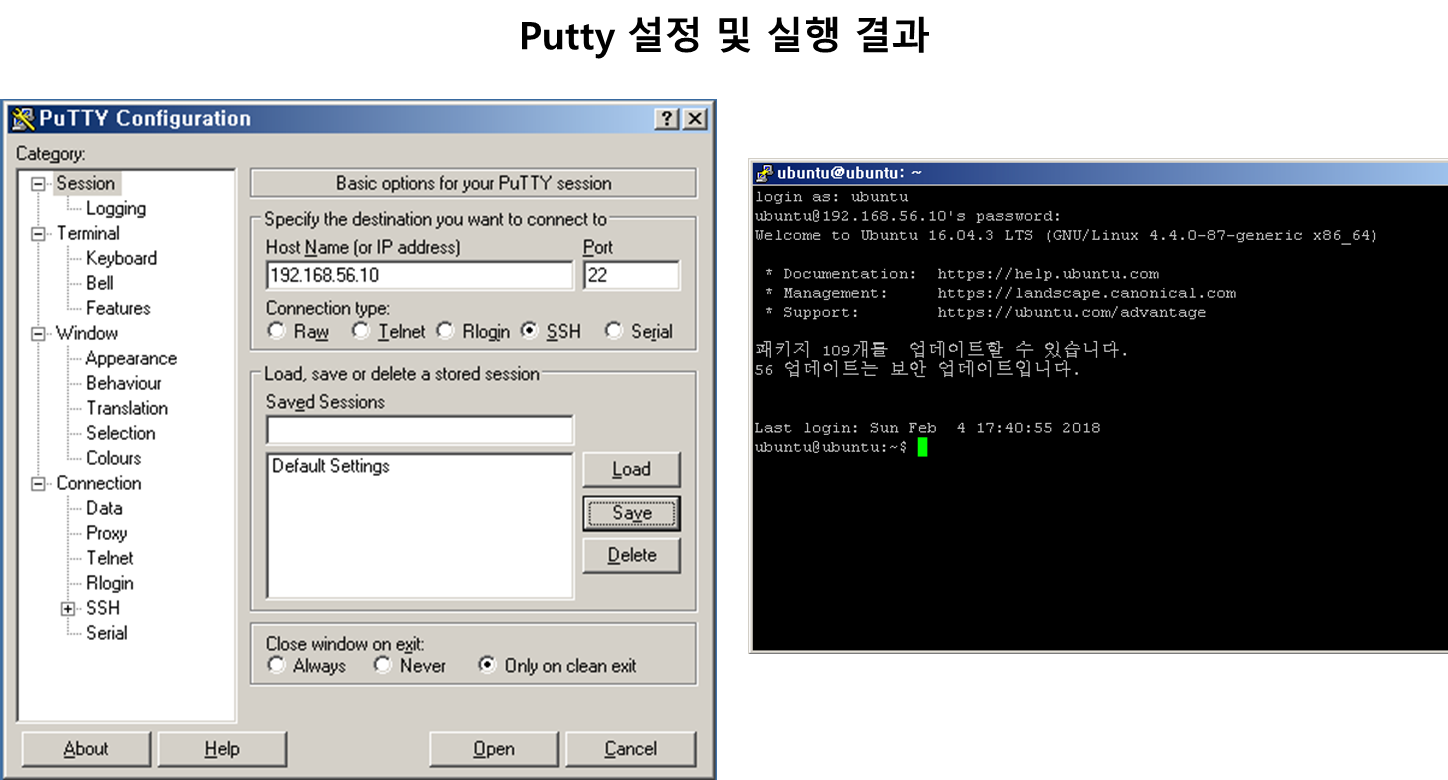 Putty 설정 및 실행 결과
PuTTY Configuration
Category:
Session
Logging
Terminal
Keyboard
Bell
Features
Window
Appearance
Behaviour
Translation
Selection
Colours
Connection
Data
Proxy
Telnet
Rlogin
SSH
Serial
Basic options for your PuTTY session
Specify the destination you want to connect to
Host Name (or IP address) Port
192.168.56.10 22
Connection type:
Raw Telnet Rlogin SSH Serial
Load, save or delete a stored session
Saved Sessions
Default Settings
Load
Save
Delete
Close window on exit:
Always Never Only on clean exit
About Help Open Cancel
ubuntu@ubuntu: ~
login as: ubuntu
ubuntu@192.168.56.10's password:
Welcome to Ubuntu 16.04.3 LTS (GNU/Linux 4.4.0-87-generic x86_64)
* Documentation: https://help.ubuntu.com
* Management: https://landscape.canonical.com
* Support: https://ubuntu.com/advantage
패키지 109개를 업데이트할 수 있습니다.
56 업데이트는 보안 업데이트입니다.
Last login: Sun Feb 4 17:40:55 2018
ubuntu@ubuntu:~$